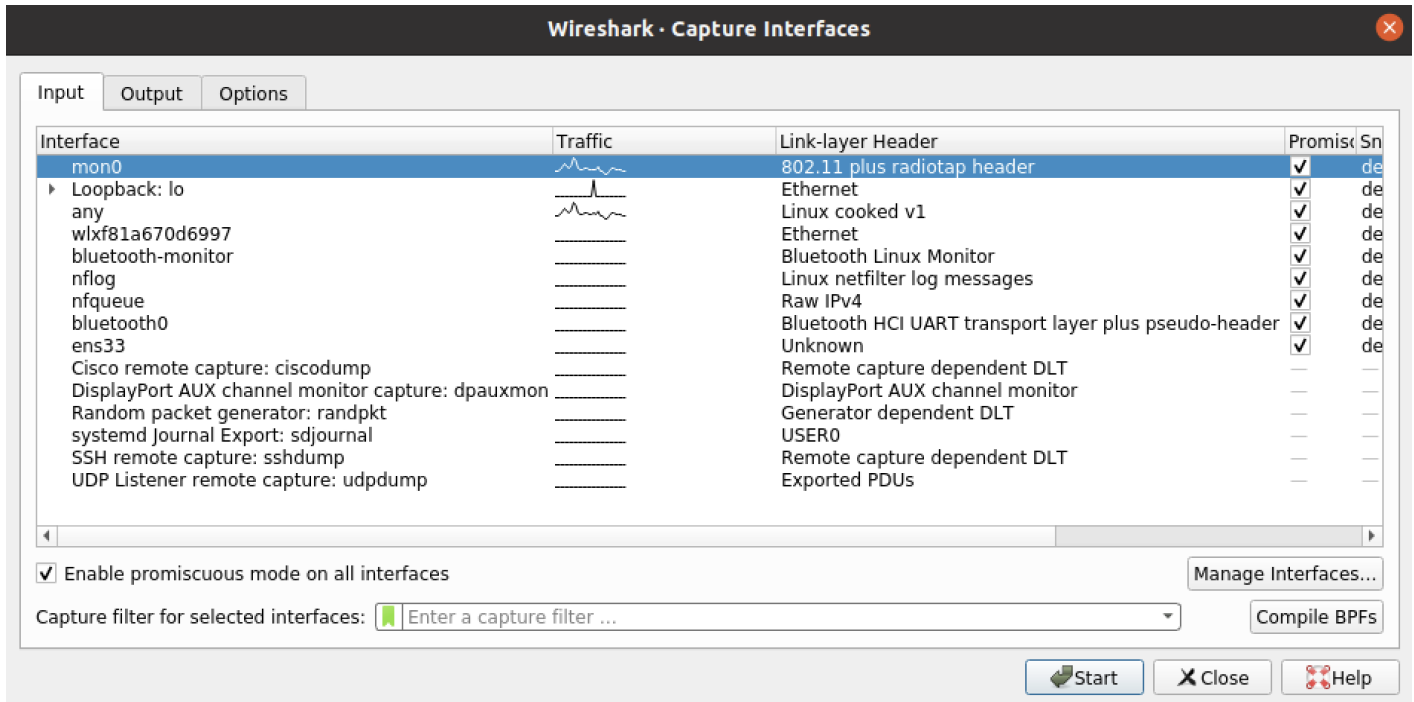 Wireshark · Capture Interfaces
Input Output Options
Interface Traffic Link-layer Header Promisc Sn
mon0 802.11 plus radiotap header de
Loopback: lo Ethernet de
any Linux cooked v1 de
wlxf81a670d6997 Ethernet de
bluetooth-monitor Bluetooth Linux Monitor de
nflog Linux netfilter log messages de
nfqueue Raw IPv4 de
bluetooth0 Bluetooth HCI UART transport layer plus pseudo-header de
ens33 Unknown de
Cisco remote capture: ciscodump Remote capture dependent DLT — —
DisplayPort AUX channel monitor capture: dpauxmon DisplayPort AUX channel monitor — —
Random packet generator: randpkt Generator dependent DLT — —
systemd Journal Export: sdjournal USER0 — —
SSH remote capture: sshdump Remote capture dependent DLT — —
UDP Listener remote capture: udpdump Exported PDUs — —
Enable promiscuous mode on all interfaces Manage Interfaces...
Capture filter for selected interfaces: Enter a capture filter ... Compile BPFs
Start Close Help